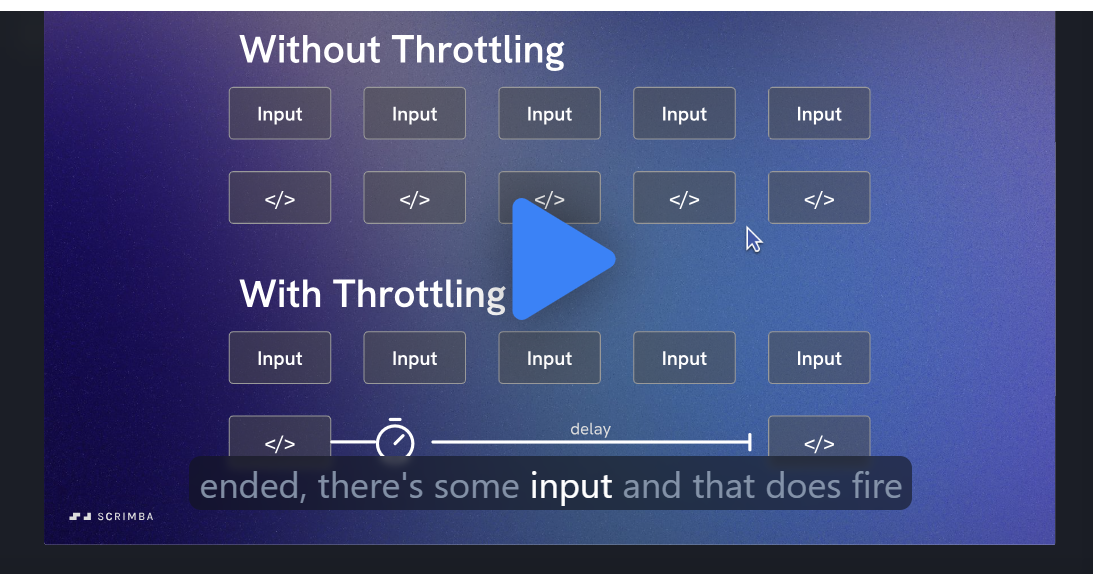 Without Throttling
Input Input Input Input Input
</> </> </> </> </>
With Throttling
Input Input Input Input Input
</> delay </>
ended, there's some input and that does fire
SCRIMBA